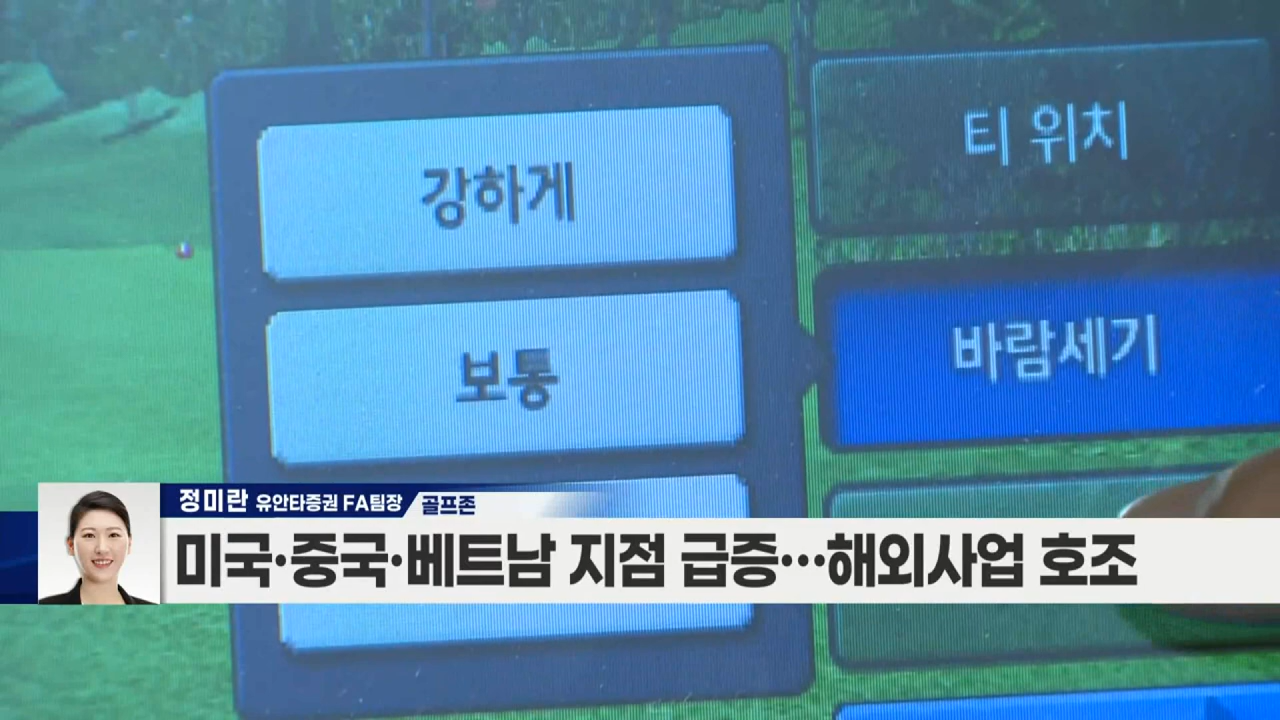 강하게
티 위치
보통
바람세기
정미란 유안타증권 FA팀장 골프존
미국·중국·베트남 지점 급증…해외사업 호조